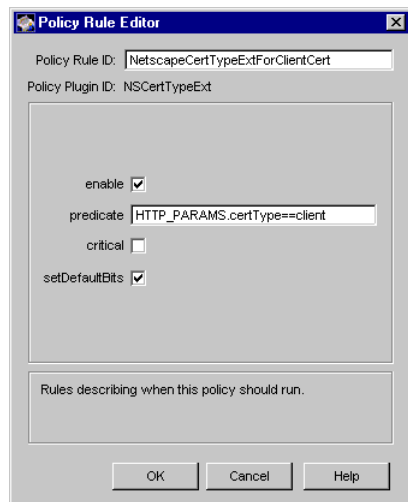 Policy Rule Editor
Policy Rule ID: NetscapeCertTypeExtForClientCert
Policy Plugin ID: NSCertTypeExt
enable
predicate HTTP_PARAMS.certType==client
critical
setDefaultBits
Rules describing when this policy should run.
OK Cancel Help